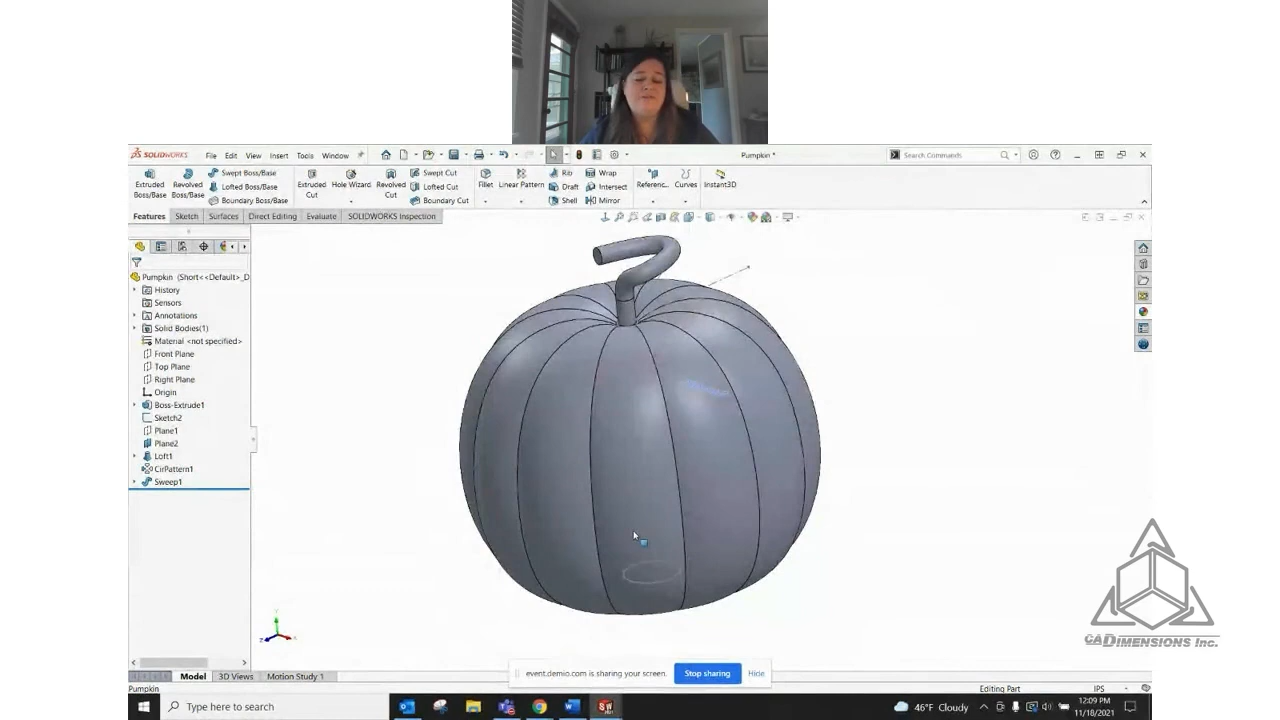 SOLIDWORKS File Edit View Insert Tools Window Pumpkin * Search Commands
Extruded Boss/Base
Revolved Boss/Base
Swept Boss/Base
Lofted Boss/Base
Boundary Boss/Base
Extruded Cut
Hole Wizard
Revolved Cut
Swept Cut
Lofted Cut
Boundary Cut
Fillet
Linear Pattern
Rib
Draft
Shell
Wrap
Intersect
Mirror
Referenc...
Curves
Instant3D
Features Sketch Surfaces Direct Editing Evaluate SOLIDWORKS Inspection
Pumpkin (Short<<Default>_D
History
Sensors
Annotations
Solid Bodies(1)
Material <not specified>
Front Plane
Top Plane
Right Plane
Origin
Boss-Extrude1
Sketch2
Plane1
Plane2
Loft1
CirPattern1
Sweep1
CADIMENSIONS Inc.
event.demio.com is sharing your screen. Stop sharing Hide
Model 3D Views Motion Study 1
Pumpkin Editing Part IPS
Type here to search
46°F Cloudy
12:09 PM
11/18/2021